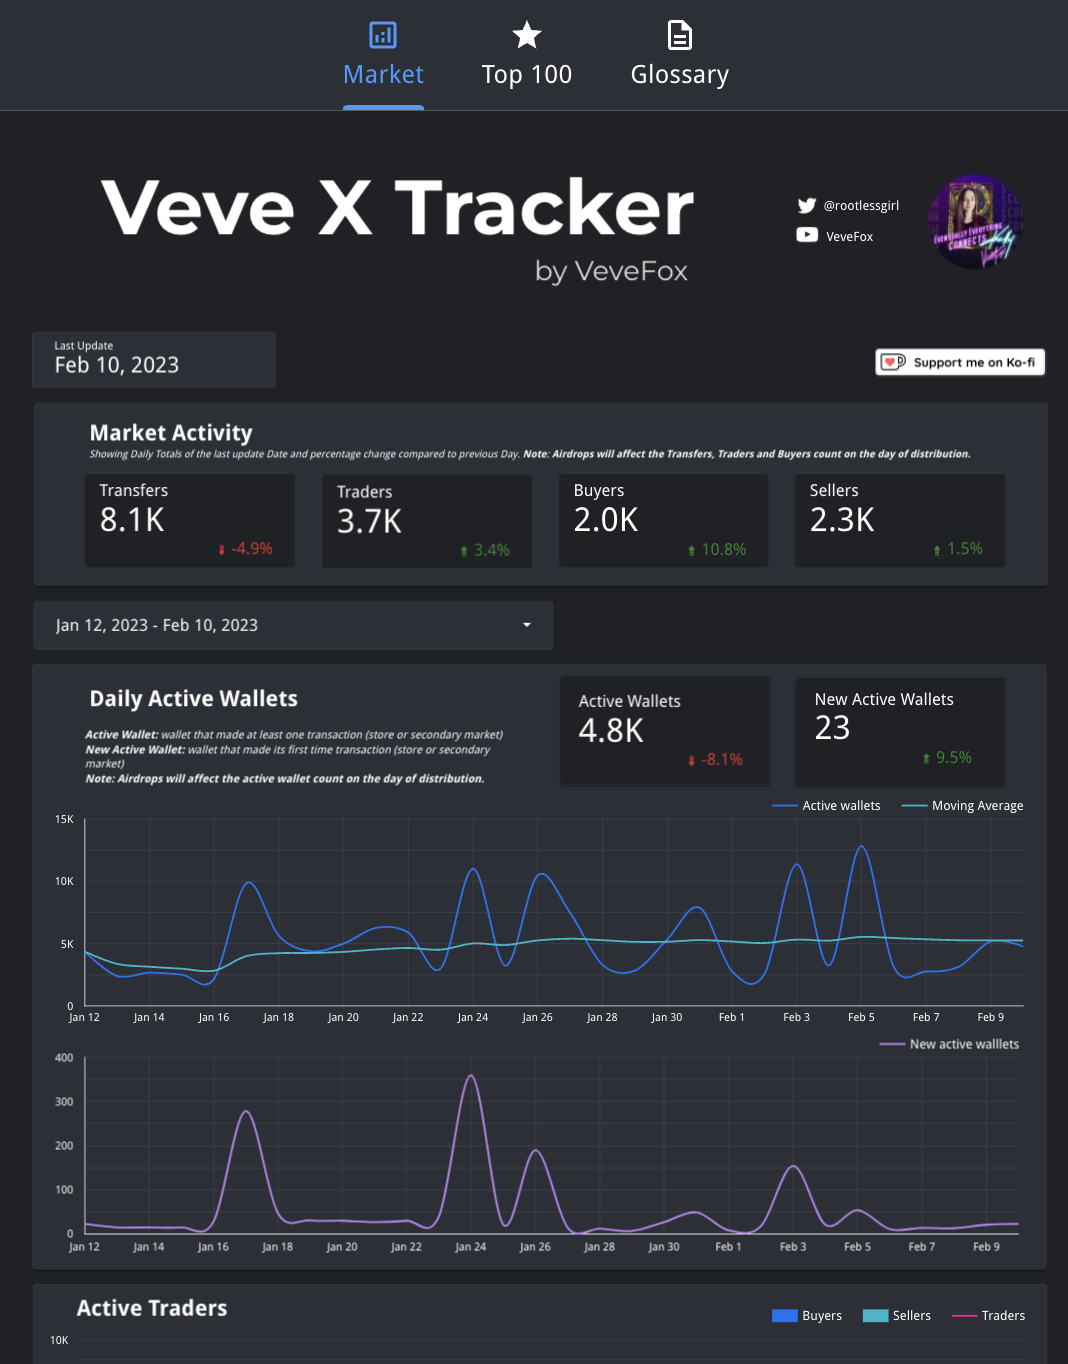 Market
Top 100
Glossary
Veve X Tracker
by VeveFox
@rootlessgirl
VeveFox
EVENTUALLY EVERYTHING
CONNECTS
Last Update
Feb 10, 2023
Support me on Ko-fi
Market Activity
Showing Daily Totals of the last update Date and percentage change compared to previous Day. Note: Airdrops will affect the Transfers, Traders and Buyers count on the day of distribution.
Transfers
8.1K
-4.9%
Traders
3.7K
3.4%
Buyers
2.0K
10.8%
Sellers
2.3K
1.5%
Jan 12, 2023 - Feb 10, 2023
Daily Active Wallets
Active Wallet: wallet that made at least one transaction (store or secondary market)
New Active Wallet: wallet that made its first time transaction (store or secondary
market)
Note: Airdrops will affect the active wallet count on the day of distribution.
Active Wallets
4.8K
-8.1%
New Active Wallets
23
9.5%
Active wallets Moving Average
15K
10K
5K
0
Jan 12 Jan 14 Jan 16 Jan 18 Jan 20 Jan 22 Jan 24 Jan 26 Jan 28 Jan 30 Feb 1 Feb 3 Feb 5 Feb 7 Feb 9
New active walllets
400
300
200
100
0
Jan 12 Jan 14 Jan 16 Jan 18 Jan 20 Jan 22 Jan 24 Jan 26 Jan 28 Jan 30 Feb 1 Feb 3 Feb 5 Feb 7 Feb 9
Active Traders
Buyers Sellers Traders
10K